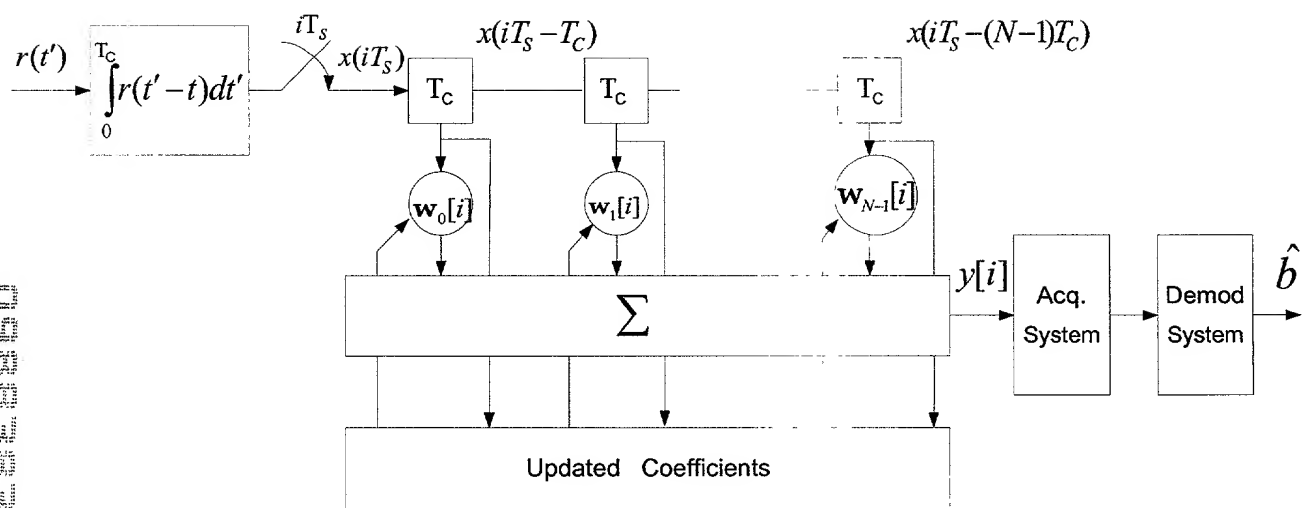 r(t′)
T_C
∫ r(t′−t)dt′
0
iT_S
x(iT_S)
x(iT_S−T_C)
x(iT_S−(N−1)T_C)
T_C
T_C
T_C
w_0[i]
w_1[i]
w_{N−1}[i]
Σ
y[i]
Acq.
System
Demod
System
b̂
Updated Coefficients